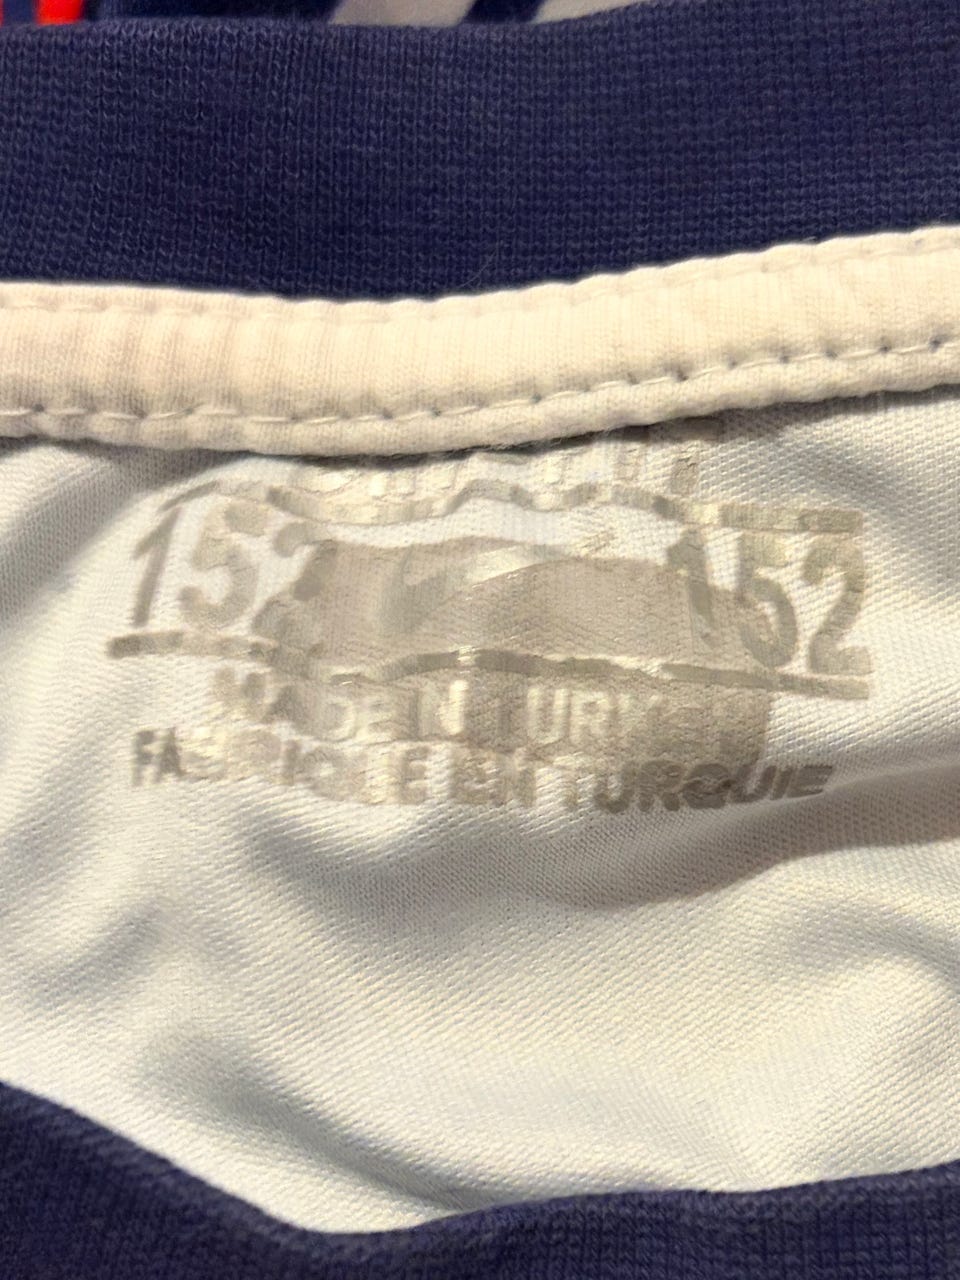 152 152
MADE IN TURKEY
FABRIQUE EN TURQUIE